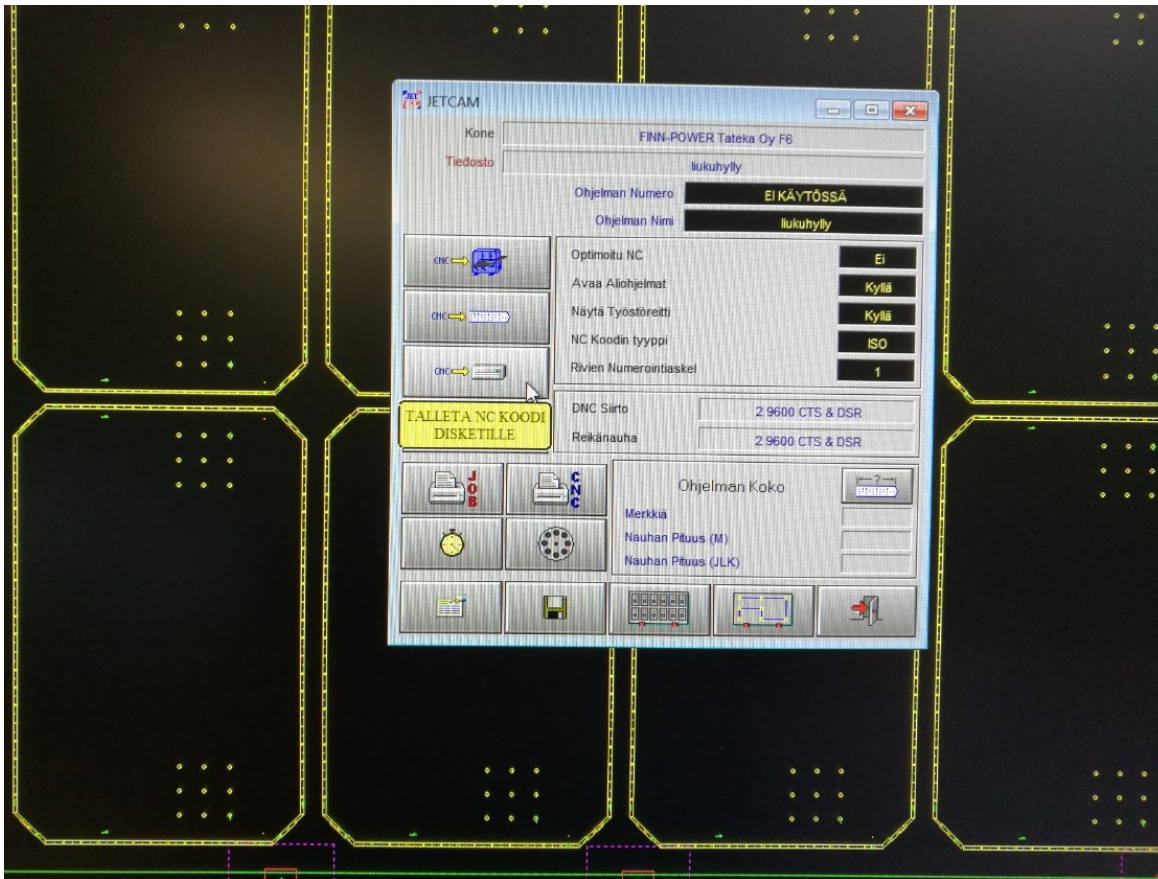 JETCAM
Kone FINN-POWER Tateka Oy F6
Tiedosto liukuhylly
Ohjelman Numero EI KÄYTÖSSÄ
Ohjelman Nimi liukuhylly
CNC
Optimoitu NC Ei
Avaa Aliohjelmat Kyllä
CNC
Näytä Työstöreitti Kyllä
NC Koodin tyyppi ISO
CNC
Rivien Numerointiaskel 1
TALLETA NC KOODI
DISKETILLE
DNC Siirto 2 9600 CTS & DSR
Reikänauha 2 9600 CTS & DSR
JOB
CNC
Ohjelman Koko
?
Merkkiä
Nauhan Pituus (M)
Nauhan Pituus (JLK)